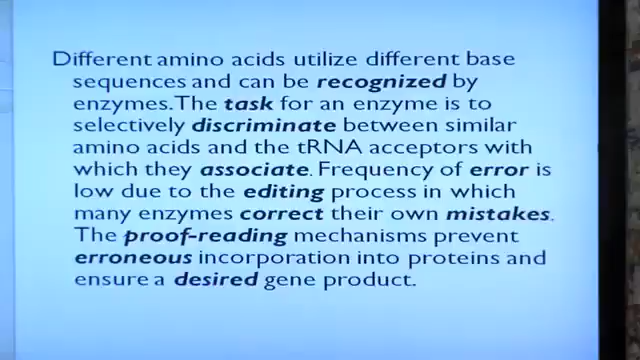 Different amino acids utilize different base
sequences and can be recognized by
enzymes. The task for an enzyme is to
selectively discriminate between similar
amino acids and the tRNA acceptors with
which they associate. Frequency of error is
low due to the editing process in which
many enzymes correct their own mistakes.
The proof-reading mechanisms prevent
erroneous incorporation into proteins and
ensure a desired gene product.